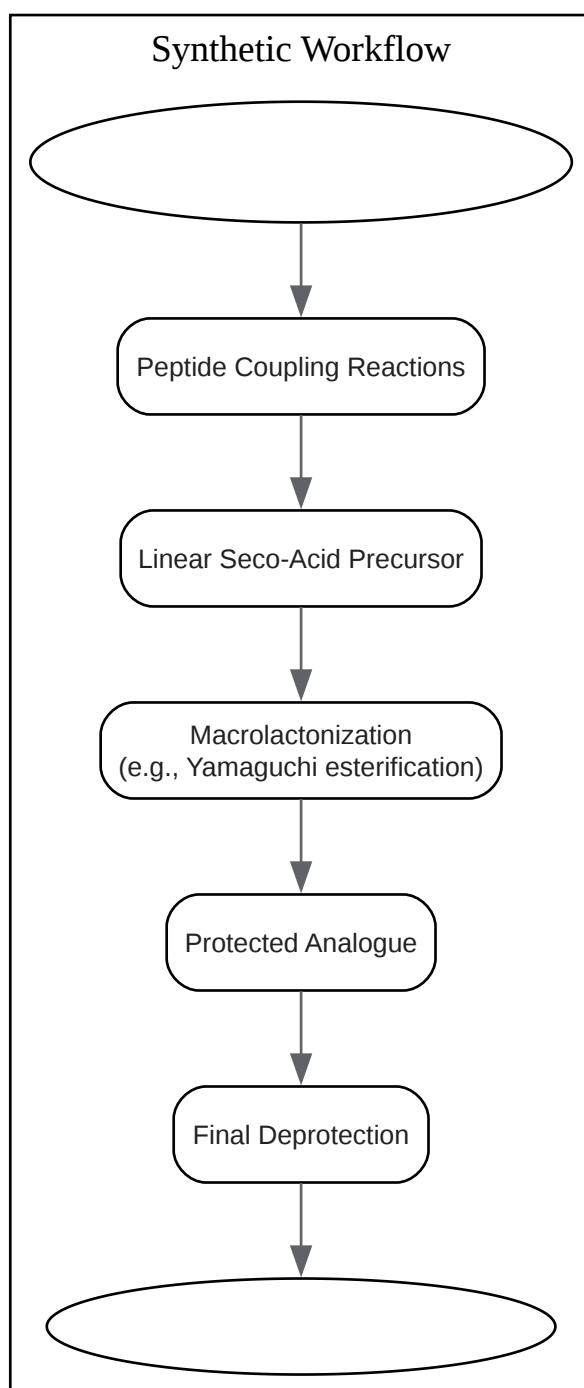 Synthetic Workflow
Peptide Coupling Reactions
Linear Seco-Acid Precursor
Macrolactonization
(e.g., Yamaguchi esterification)
Protected Analogue
Final Deprotection